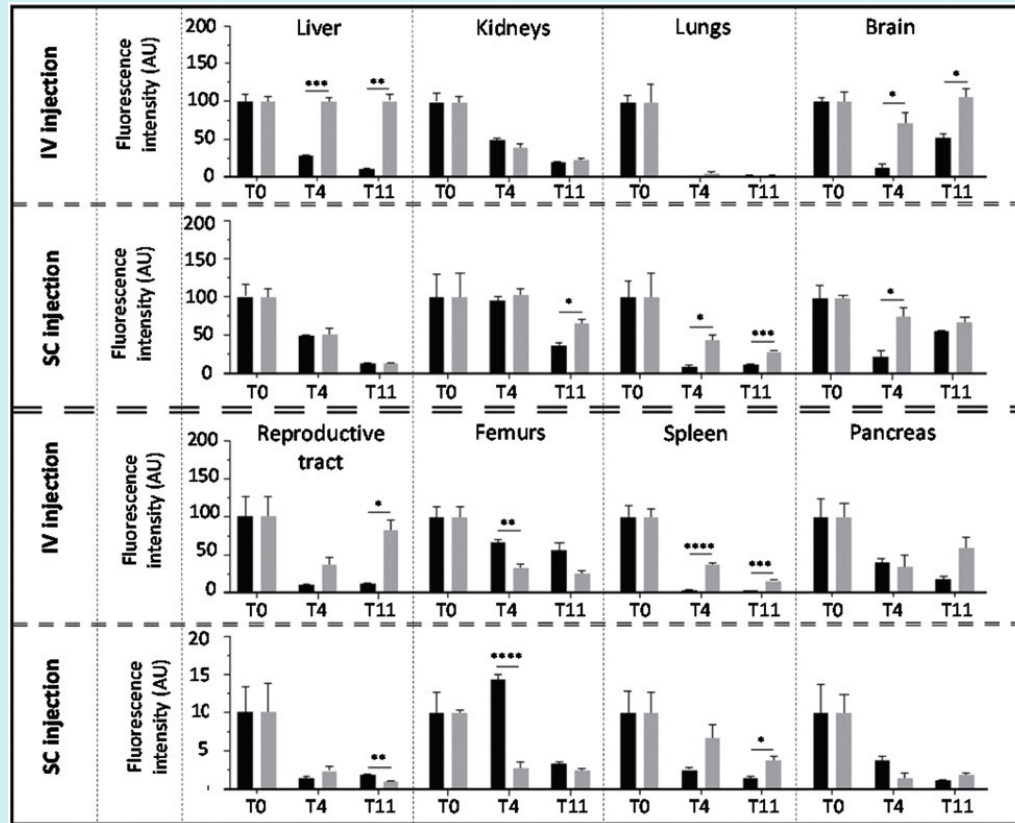 Liver Kidneys Lungs Brain
IV injection
Fluorescence
intensity (AU)
200
150
100
50
0
*** ** * *
T0 T4 T11 T0 T4 T11 T0 T4 T11 T0 T4 T11
SC injection
Fluorescence
intensity (AU)
200
150
100
50
0
* * *** *
T0 T4 T11 T0 T4 T11 T0 T4 T11 T0 T4 T11
Reproductive Femurs Spleen Pancreas
tract
IV injection
Fluorescence
intensity (AU)
200
150
100
50
0
* ** **** ***
T0 T4 T11 T0 T4 T11 T0 T4 T11 T0 T4 T11
SC injection
Fluorescence
intensity (AU)
20
15
10
5
** **** *
T0 T4 T11 T0 T4 T11 T0 T4 T11 T0 T4 T11